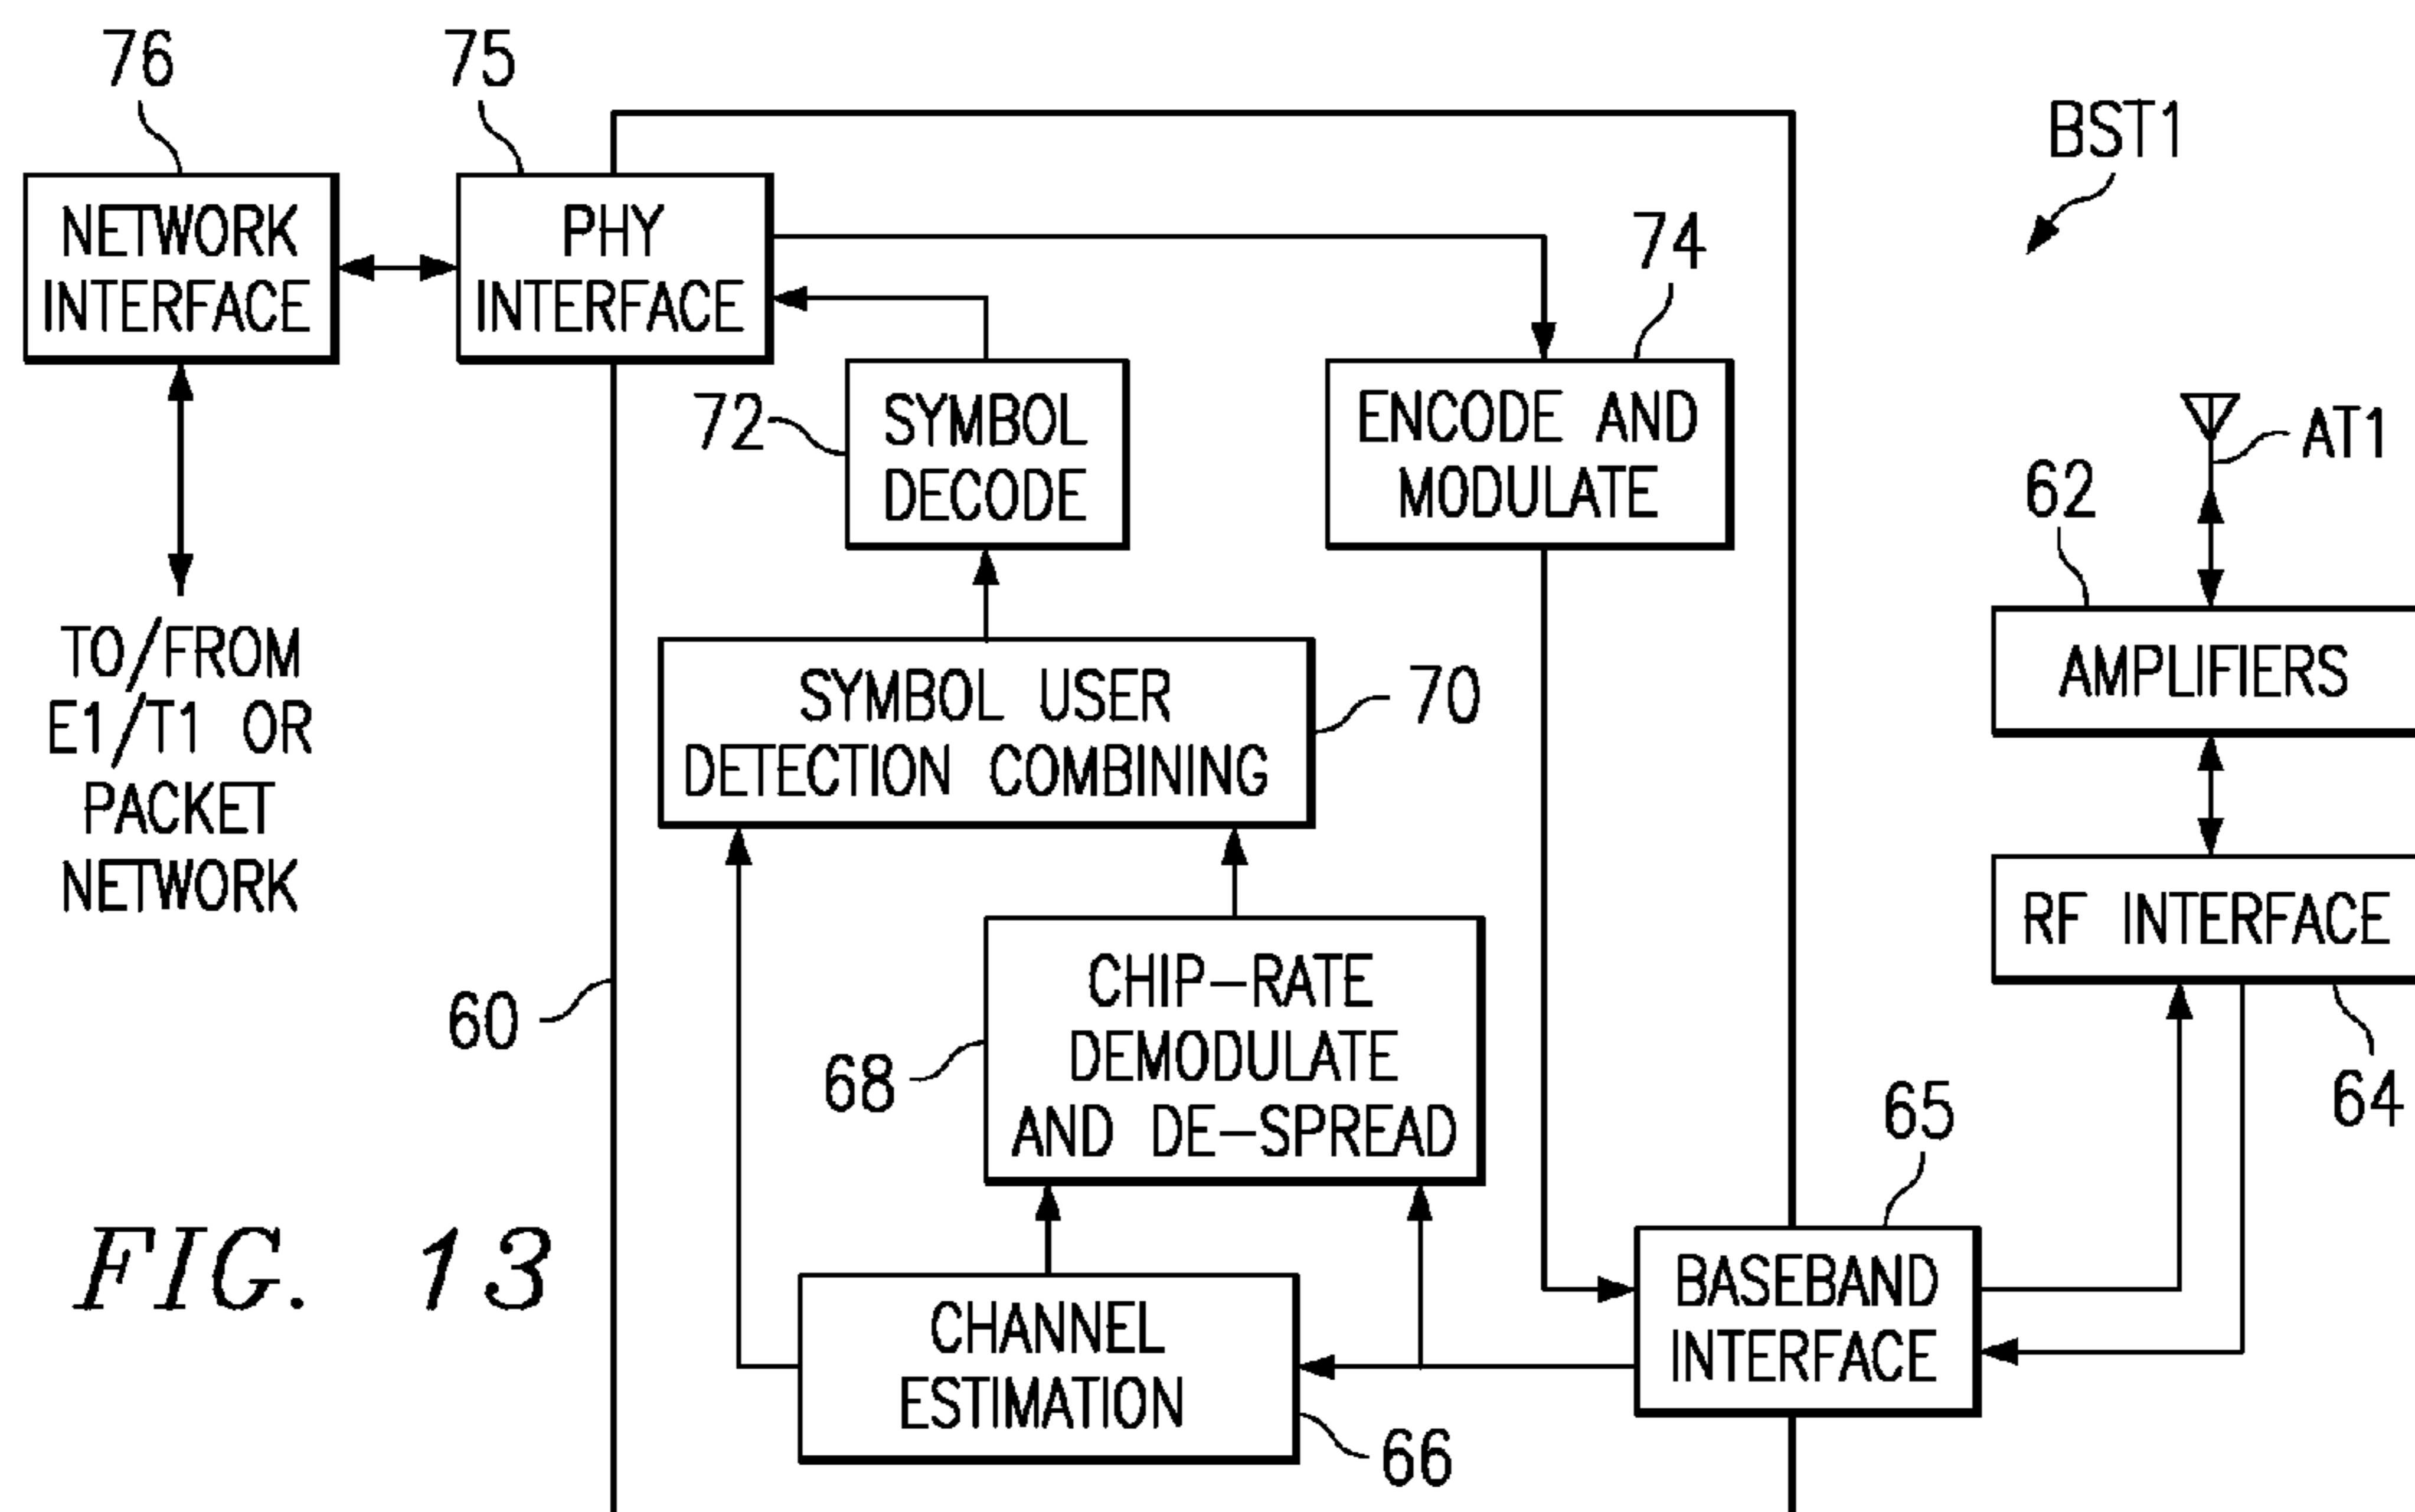 76
75
BST1
NETWORK
INTERFACE
PHY
INTERFACE
74
72
SYMBOL
DECODE
ENCODE AND
MODULATE
AT1
62
AMPLIFIERS
TO/FROM
E1/T1 OR
PACKET
NETWORK
SYMBOL USER
DETECTION COMBINING
70
RF INTERFACE
64
60
68
CHIP-RATE
DEMODULATE
AND DE-SPREAD
65
BASEBAND
INTERFACE
CHANNEL
ESTIMATION
66
FIG. 13